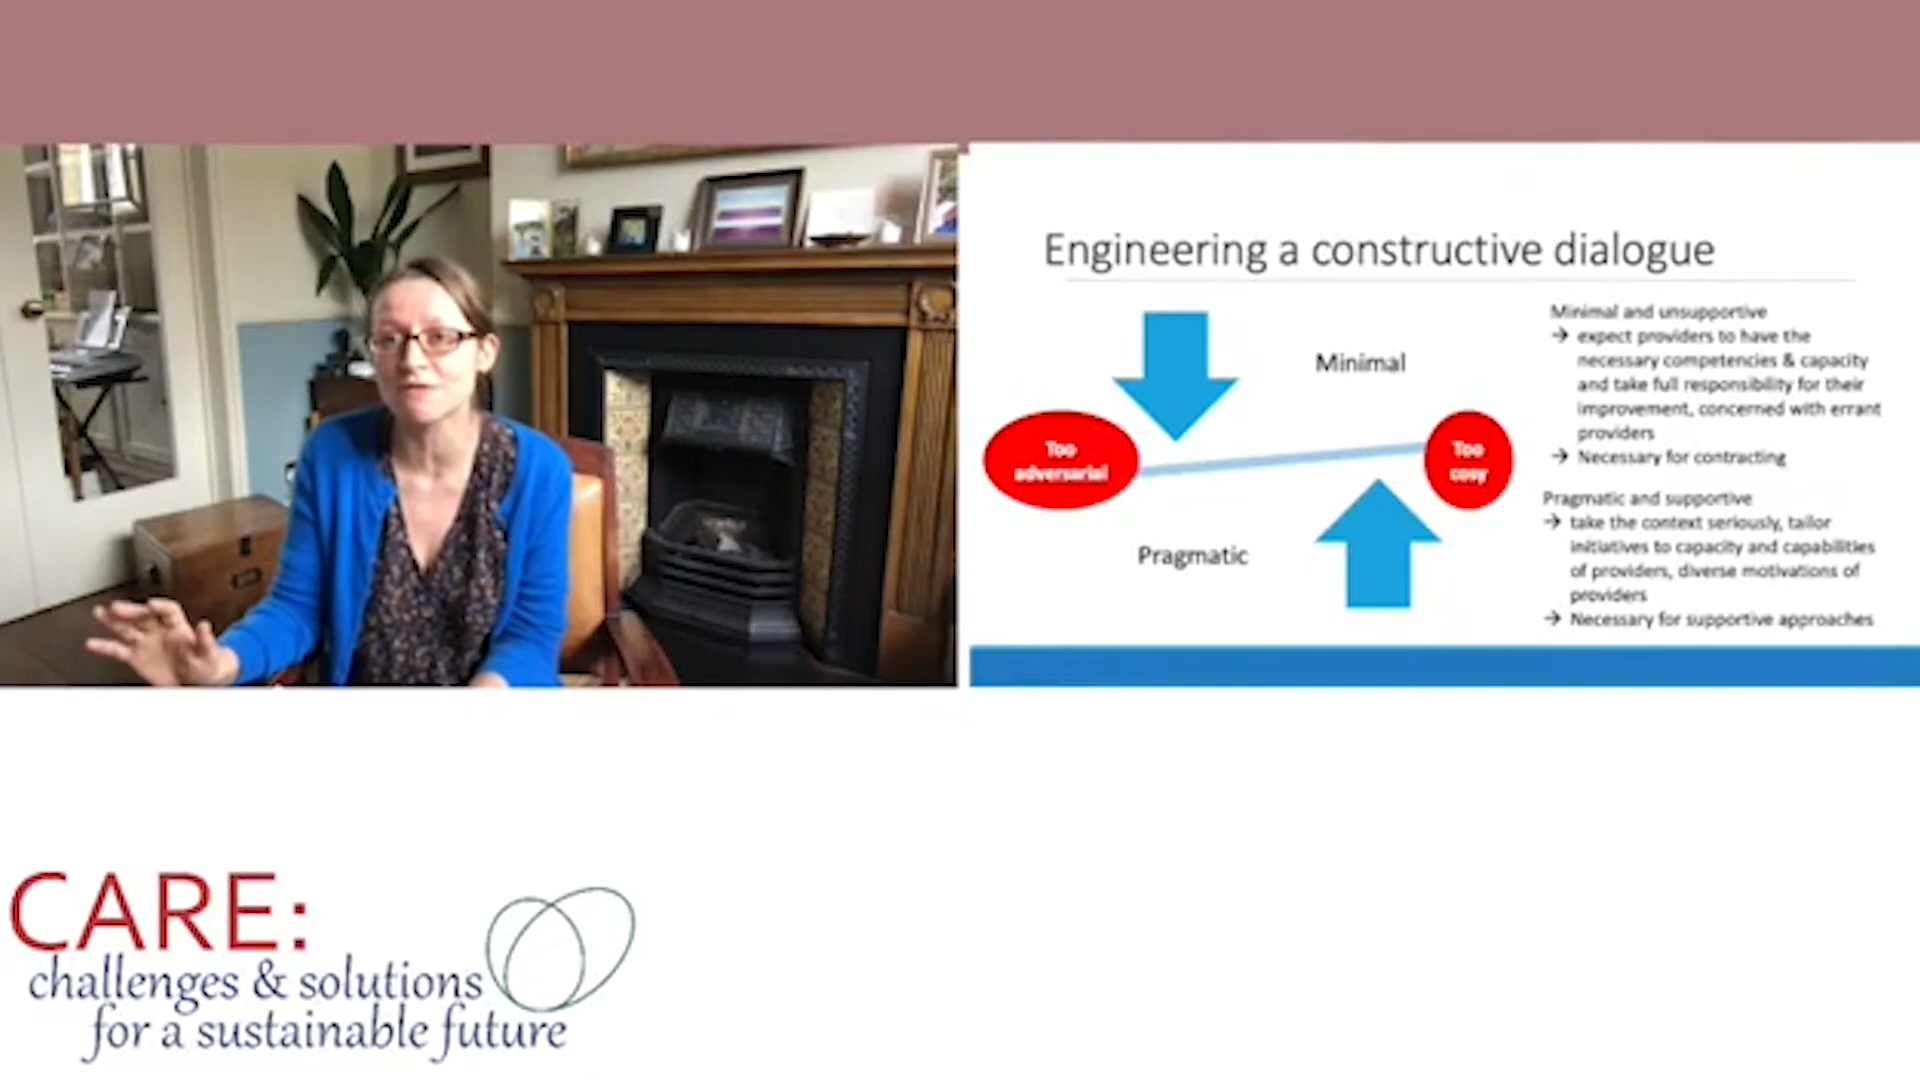 Engineering a constructive dialogue
Minimal
Too
adversarial
Too
cosy
Pragmatic
Minimal and unsupportive
→ expect providers to have the
necessary competencies & capacity
and take full responsibility for their
improvement, concerned with errant
providers
→ Necessary for contracting
Pragmatic and supportive
→ take the context seriously, tailor
initiatives to capacity and capabilities
of providers, diverse motivations of
providers
→ Necessary for supportive approaches
CARE:
challenges & solutions
for a sustainable future